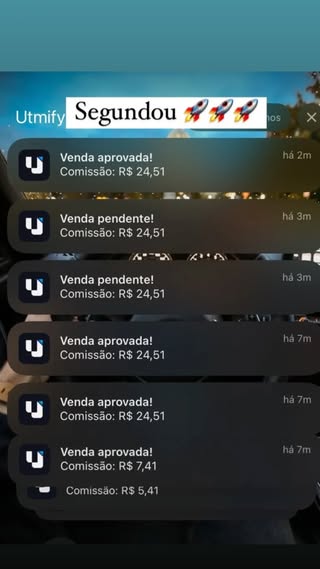 Utmify
Segundou 🚀🚀🚀
nos
Venda aprovada!
há 2m
Comissão: R$ 24,51
Venda pendente!
há 3m
Comissão: R$ 24,51
Venda pendente!
há 3m
Comissão: R$ 24,51
Venda aprovada!
há 7m
Comissão: R$ 24,51
Venda aprovada!
há 7m
Comissão: R$ 24,51
Venda aprovada!
há 7m
Comissão: R$ 7,41
Comissão: R$ 5,41